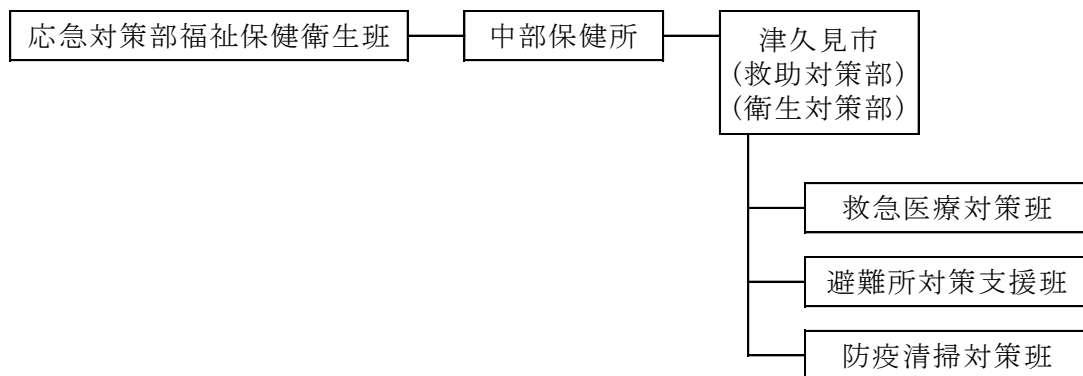 応急対策部福祉保健衛生班
中部保健所
津久見市
(救助対策部)
(衛生対策部)
救急医療対策班
避難所対策支援班
防疫清掃対策班